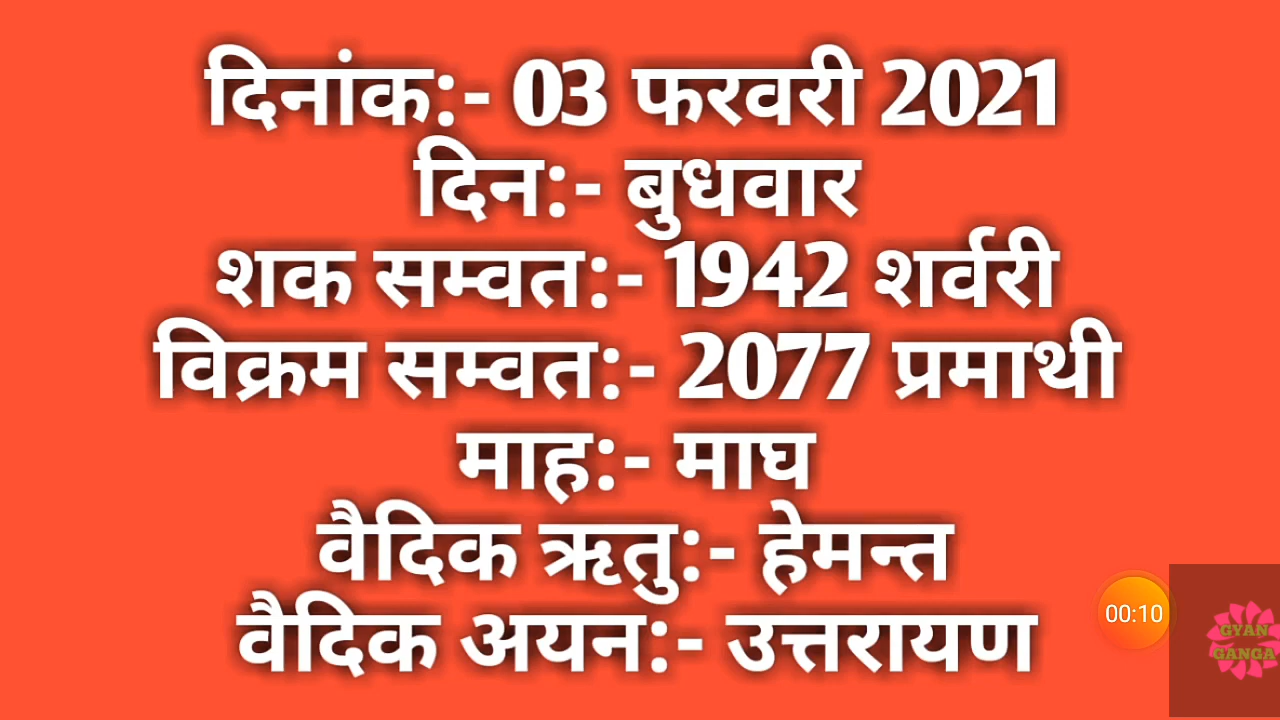 दिनांक:- 03 फरवरी 2021
दिन:- बुधवार
शक सम्वत:- 1942 शर्वरी
विक्रम सम्वत:- 2077 प्रमाथी
माह:- माघ
वैदिक ऋतु:- हेमन्त
वैदिक अयन:- उत्तरायण
00:10
GYAN
GANGA